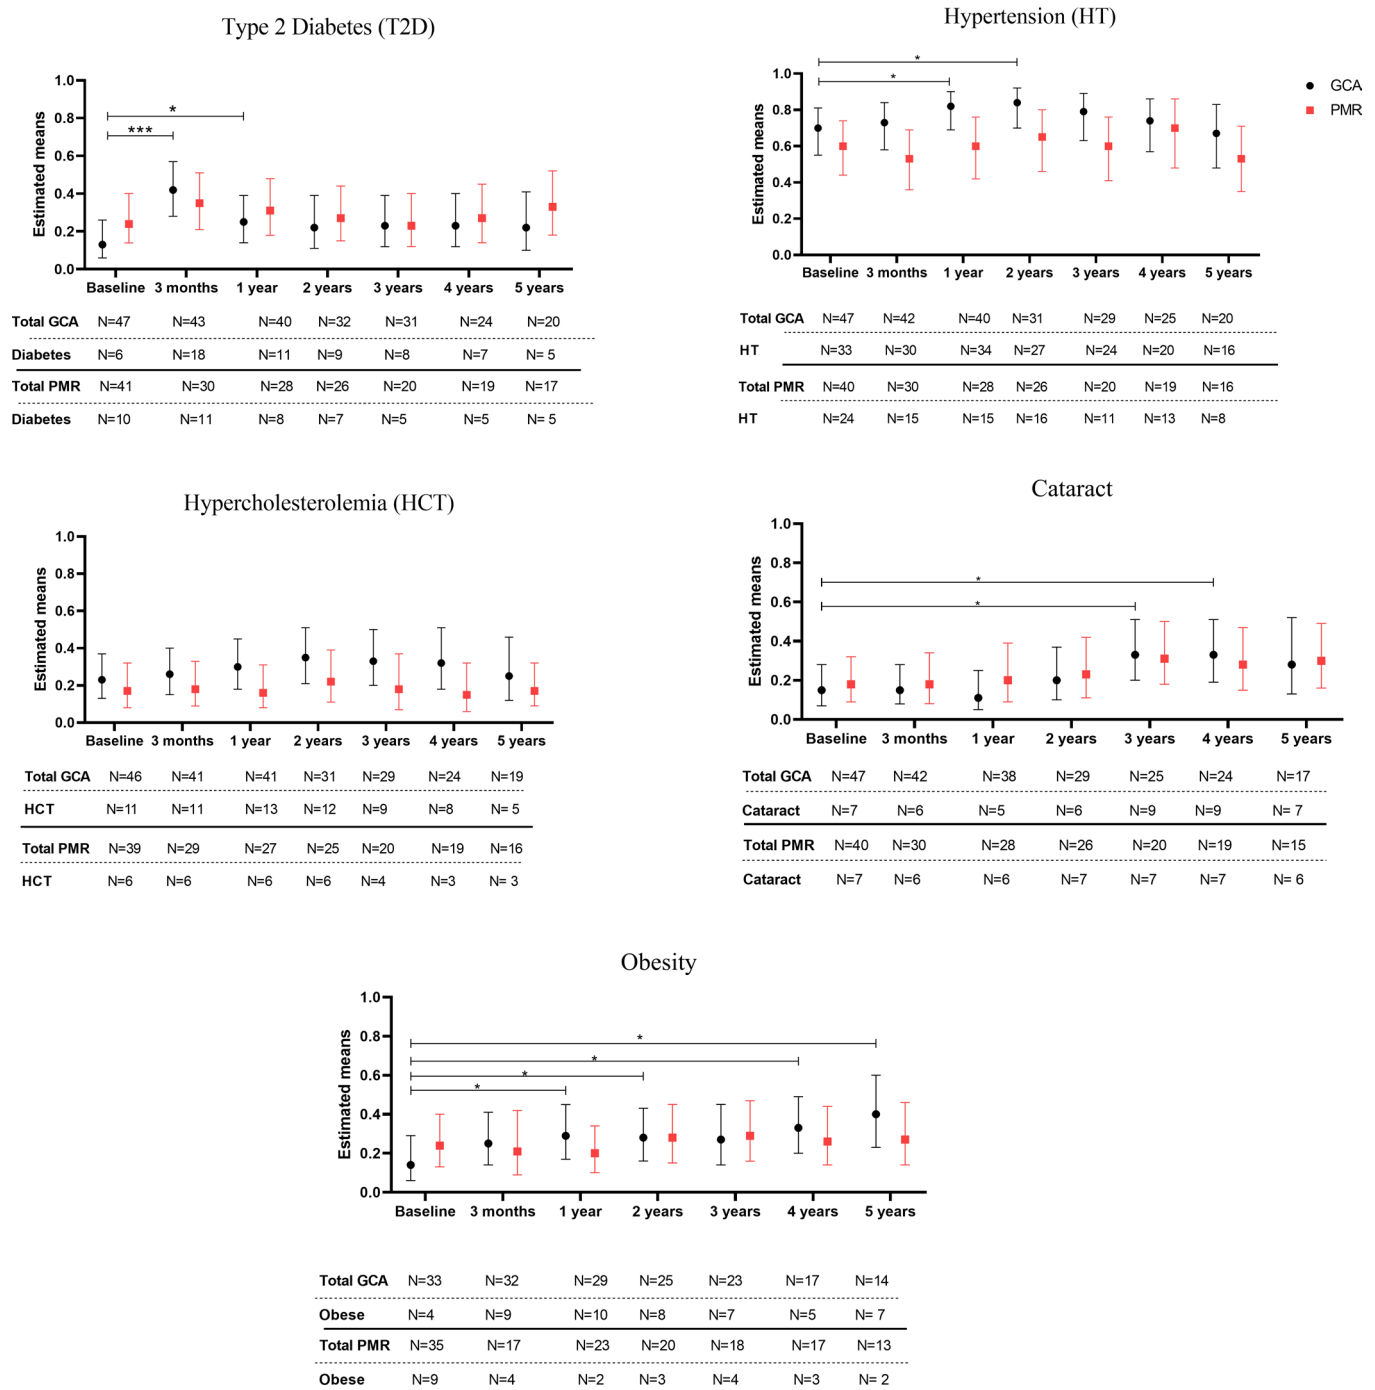 Type 2 Diabetes (T2D)
*
***
Estimated means
1.0
0.8
0.6
0.4
0.2
0.0
Baseline 3 months 1 year 2 years 3 years 4 years 5 years
Total GCA N=47 N=43 N=40 N=32 N=31 N=24 N=20
Diabetes N=6 N=18 N=11 N=9 N=8 N=7 N= 5
Total PMR N=41 N=30 N=28 N=26 N=20 N=19 N=17
Diabetes N=10 N=11 N=8 N=7 N=5 N=5 N= 5
Hypertension (HT)
*
*
Estimated means
1.0
0.8
0.6
0.4
0.2
0.0
Baseline 3 months 1 year 2 years 3 years 4 years 5 years
GCA
PMR
Total GCA N=47 N=42 N=40 N=31 N=29 N=25 N=20
HT N=33 N=30 N=34 N=27 N=24 N=20 N=16
Total PMR N=40 N=30 N=28 N=26 N=20 N=19 N=16
HT N=24 N=15 N=15 N=16 N=11 N=13 N=8
Hypercholesterolemia (HCT)
Estimated means
1.0
0.8
0.6
0.4
0.2
0.0
Baseline 3 months 1 year 2 years 3 years 4 years 5 years
Total GCA N=46 N=41 N=41 N=31 N=29 N=24 N=19
HCT N=11 N=11 N=13 N=12 N=9 N=8 N= 5
Total PMR N=39 N=29 N=27 N=25 N=20 N=19 N=16
HCT N=6 N=6 N=6 N=6 N=4 N=3 N= 3
Cataract
*
*
Estimated means
1.0
0.8
0.6
0.4
0.2
0.0
Baseline 3 months 1 year 2 years 3 years 4 years 5 years
Total GCA N=47 N=42 N=38 N=29 N=25 N=24 N=17
Cataract N=7 N=6 N=5 N=6 N=9 N=9 N= 7
Total PMR N=40 N=30 N=28 N=26 N=20 N=19 N=15
Cataract N=7 N=6 N=6 N=7 N=7 N=7 N= 6
Obesity
*
*
*
*
Estimated means
1.0
0.8
0.6
0.4
0.2
0.0
Baseline 3 months 1 year 2 years 3 years 4 years 5 years
Total GCA N=33 N=32 N=29 N=25 N=23 N=17 N=14
Obese N=4 N=9 N=10 N=8 N=7 N=5 N= 7
Total PMR N=35 N=17 N=23 N=20 N=18 N=17 N=13
Obese N=9 N=4 N=2 N=3 N=4 N=3 N= 2